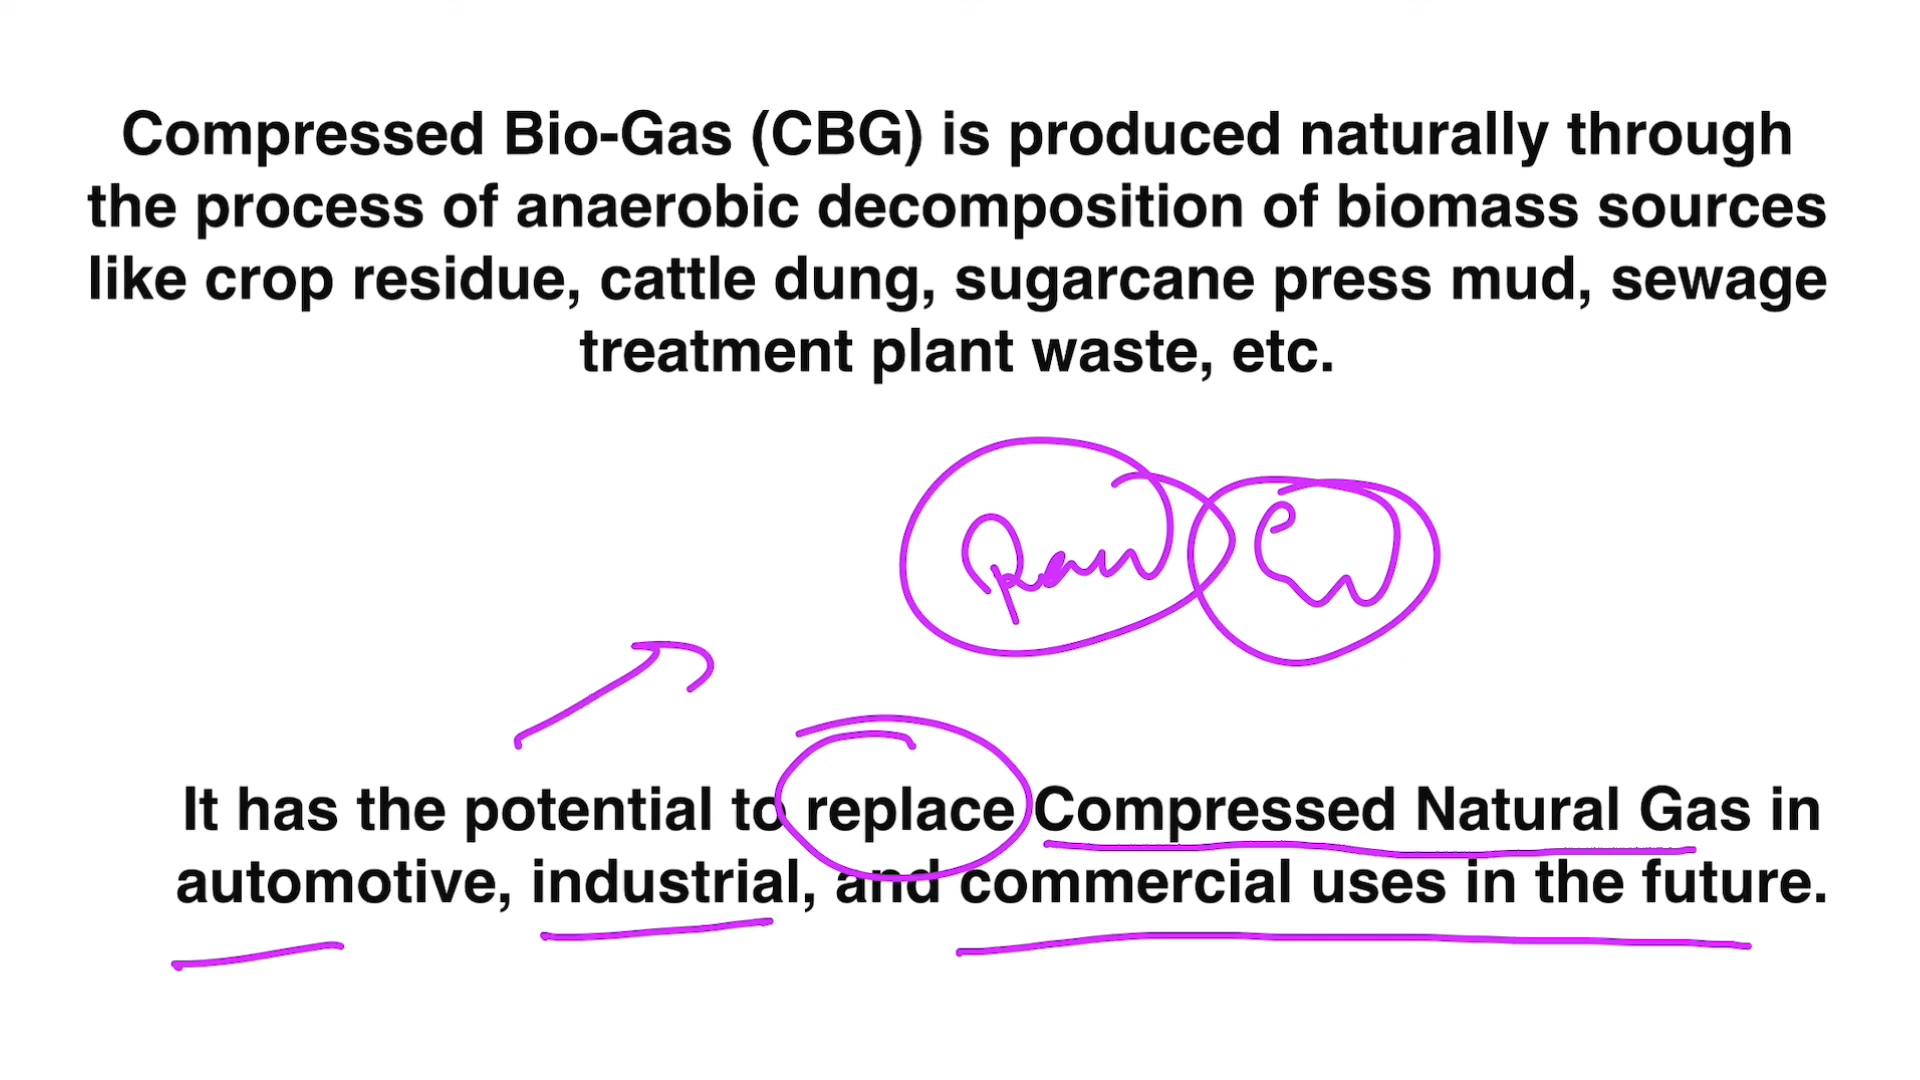 Compressed Bio-Gas (CBG) is produced naturally through
the process of anaerobic decomposition of biomass sources
like crop residue, cattle dung, sugarcane press mud, sewage
treatment plant waste, etc.
Raw
It has the potential to replace Compressed Natural Gas in
automotive, industrial, and commercial uses in the future.